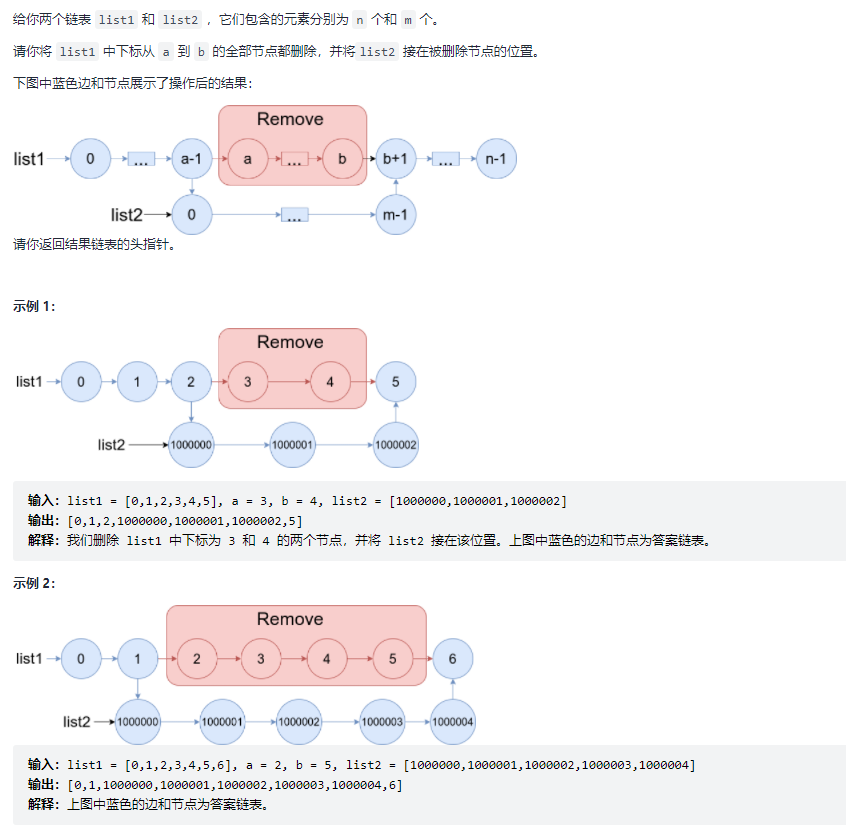 给你两个链表 list1 和 list2 ，它们包含的元素分别为 n 个和 m 个。
请你将 list1 中下标从 a 到 b 的全部节点都删除，并将list2 接在被删除节点的位置。
下图中蓝色边和节点展示了操作后的结果：
Remove
list1 0 ... a-1 a ... b b+1 ... n-1
list2 0 ... m-1
请你返回结果链表的头指针。
示例 1：
Remove
list1 0 1 2 3 4 5
list2 1000000 1000001 1000002
输入：list1 = [0,1,2,3,4,5], a = 3, b = 4, list2 = [1000000,1000001,1000002]
输出：[0,1,2,1000000,1000001,1000002,5]
解释：我们删除 list1 中下标为 3 和 4 的两个节点，并将 list2 接在该位置。上图中蓝色的边和节点为答案链表。
示例 2：
Remove
list1 0 1 2 3 4 5 6
list2 1000000 1000001 1000002 1000003 1000004
输入：list1 = [0,1,2,3,4,5,6], a = 2, b = 5, list2 = [1000000,1000001,1000002,1000003,1000004]
输出：[0,1,1000000,1000001,1000002,1000003,1000004,6]
解释：上图中蓝色的边和节点为答案链表。